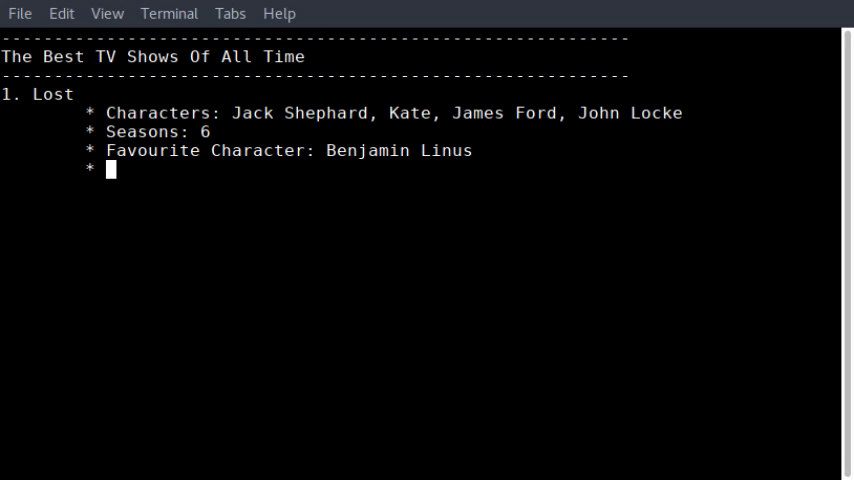 File Edit View Terminal Tabs Help
------------------------------------------------------------
The Best TV Shows Of All Time
------------------------------------------------------------
1. Lost
* Characters: Jack Shephard, Kate, James Ford, John Locke
* Seasons: 6
* Favourite Character: Benjamin Linus
*